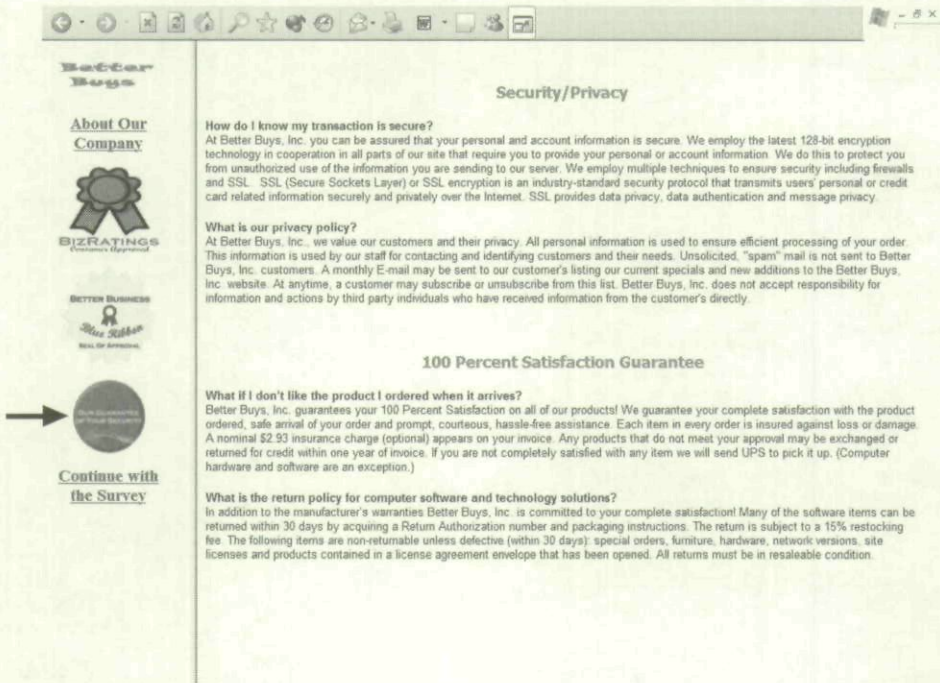 Better
Buys
About Our
Company
BIZRATINGS
Customer Approved
BETTER BUSINESS
Blue Ribbon
SEAL OF APPROVAL
OUR GUARANTEE
OF YOUR SECURITY
Continue with
the Survey
Security/Privacy
How do I know my transaction is secure?
At Better Buys, Inc. you can be assured that your personal and account information is secure. We employ the latest 128-bit encryption
technology in cooperation in all parts of our site that require you to provide your personal or account information. We do this to protect you
from unauthorized use of the information you are sending to our server. We employ multiple techniques to ensure security including firewalls
and SSL. SSL (Secure Sockets Layer) or SSL encryption is an industry-standard security protocol that transmits users' personal or credit
card related information securely and privately over the Internet. SSL provides data privacy, data authentication and message privacy.
What is our privacy policy?
At Better Buys, Inc., we value our customers and their privacy. All personal information is used to ensure efficient processing of your order.
This information is used by our staff for contacting and identifying customers and their needs. Unsolicited, "spam" mail is not sent to Better
Buys, Inc. customers. A monthly E-mail may be sent to our customer's listing our current specials and new additions to the Better Buys,
Inc. website. At anytime, a customer may subscribe or unsubscribe from this list. Better Buys, Inc. does not accept responsibility for
information and actions by third party individuals who have received information from the customer's directly.
100 Percent Satisfaction Guarantee
What if I don't like the product I ordered when it arrives?
Better Buys, Inc. guarantees your 100 Percent Satisfaction on all of our products! We guarantee your complete satisfaction with the product
ordered, safe arrival of your order and prompt, courteous, hassle-free assistance. Each item in every order is insured against loss or damage.
A nominal $2.93 insurance charge (optional) appears on your invoice. Any products that do not meet your approval may be exchanged or
returned for credit within one year of invoice. If you are not completely satisfied with any item we will send UPS to pick it up. (Computer
hardware and software are an exception.)
What is the return policy for computer software and technology solutions?
In addition to the manufacturer's warranties Better Buys, Inc. is committed to your complete satisfaction! Many of the software items can be
returned within 30 days by acquiring a Return Authorization number and packaging instructions. The return is subject to a 15% restocking
fee. The following items are non-returnable unless defective (within 30 days): special orders, furniture, hardware, network versions, site
licenses and products contained in a license agreement envelope that has been opened. All returns must be in resaleable condition.